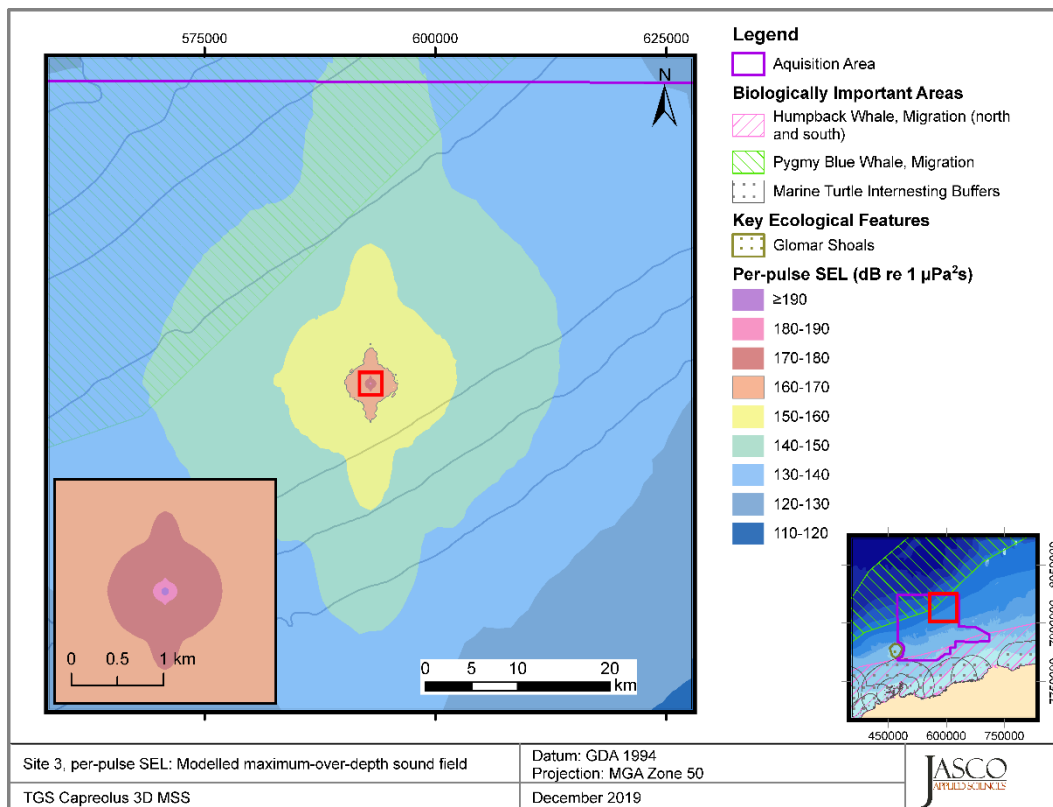 575000
600000
625000
N
0 0.5 1 km
0 5 10 20
km
Legend
Aquisition Area
Biologically Important Areas
Humpback Whale, Migration (north
and south)
Pygmy Blue Whale, Migration
Marine Turtle Internesting Buffers
Key Ecological Features
Glomar Shoals
Per-pulse SEL (dB re 1 µPa²s)
≥190
180-190
170-180
160-170
150-160
140-150
130-140
120-130
110-120
8050000
7900000
7750000
450000 600000 750000
Site 3, per-pulse SEL: Modelled maximum-over-depth sound field
TGS Capreolus 3D MSS
Datum: GDA 1994
Projection: MGA Zone 50
December 2019
JASCO
APPLIED SCIENCES